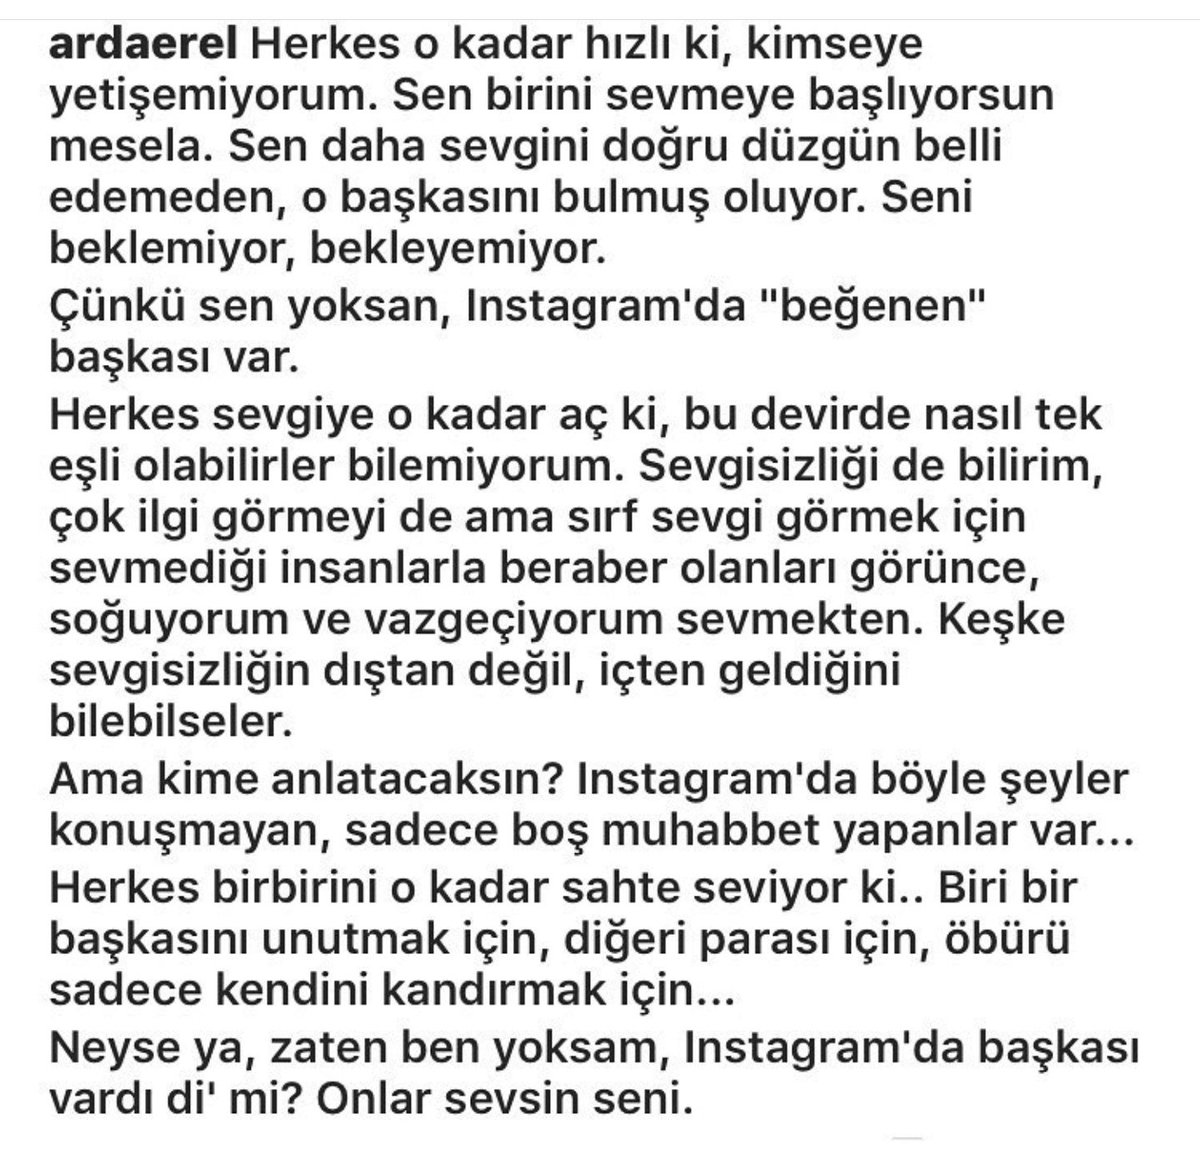 ardaerel Herkes o kadar hızlı ki, kimseye
yetişemiyorum. Sen birini sevmeye başlıyorsun
mesela. Sen daha sevgini doğru düzgün belli
edemeden, o başkasını bulmuş oluyor. Seni
beklemiyor, bekleyemiyor.
Çünkü sen yoksan, Instagram'da "beğenen"
başkası var.
Herkes sevgiye o kadar aç ki, bu devirde nasıl tek
eşli olabilirler bilemiyorum. Sevgisizliği de bilirim,
çok ilgi görmeyi de ama sırf sevgi görmek için
sevmediği insanlarla beraber olanları görünce,
soğuyorum ve vazgeçiyorum sevmekten. Keşke
sevgisizliğin dıştan değil, içten geldiğini
bilebilseler.
Ama kime anlatacaksın? Instagram'da böyle şeyler
konuşmayan, sadece boş muhabbet yapanlar var...
Herkes birbirini o kadar sahte seviyor ki.. Biri bir
başkasını unutmak için, diğeri parası için, öbürü
sadece kendini kandırmak için...
Neyse ya, zaten ben yoksam, Instagram'da başkası
vardı di' mi? Onlar sevsin seni.